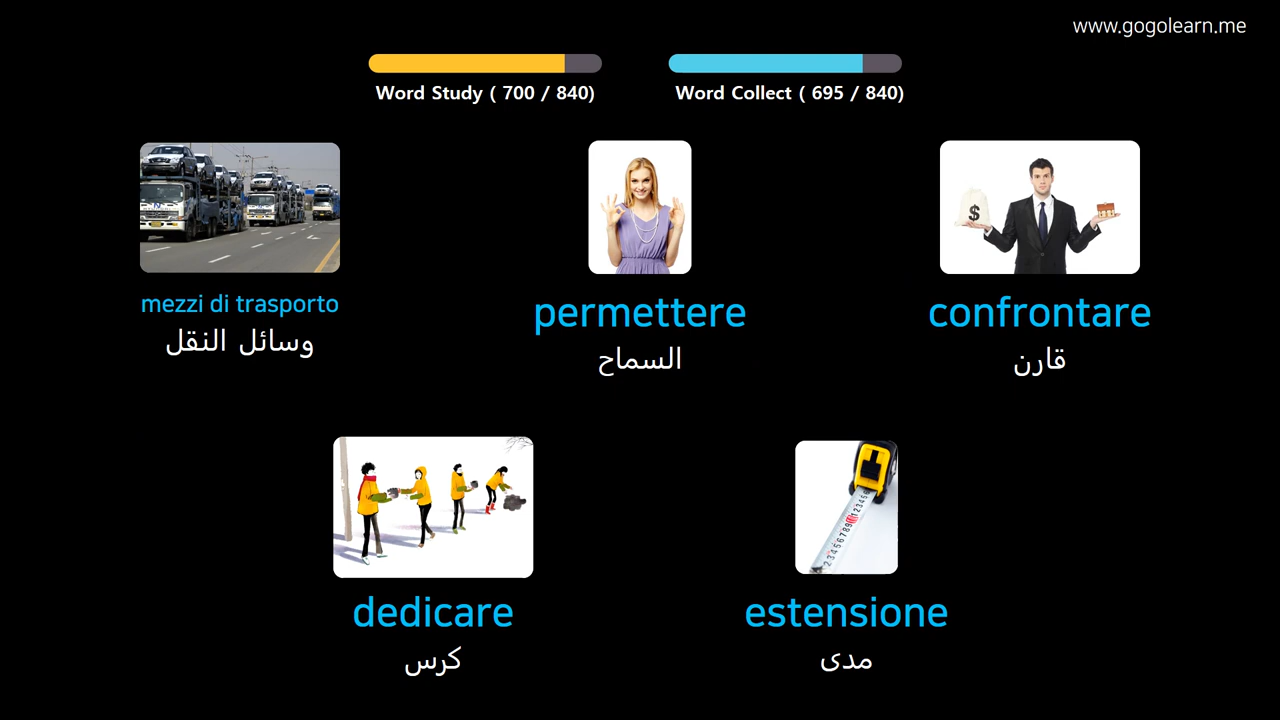 www.gogolearn.me
Word Study ( 700 / 840)
Word Collect ( 695 / 840)
mezzi di trasporto
وسائل النقل
permettere
السماح
confrontare
قارن
dedicare
كرس
estensione
مدى